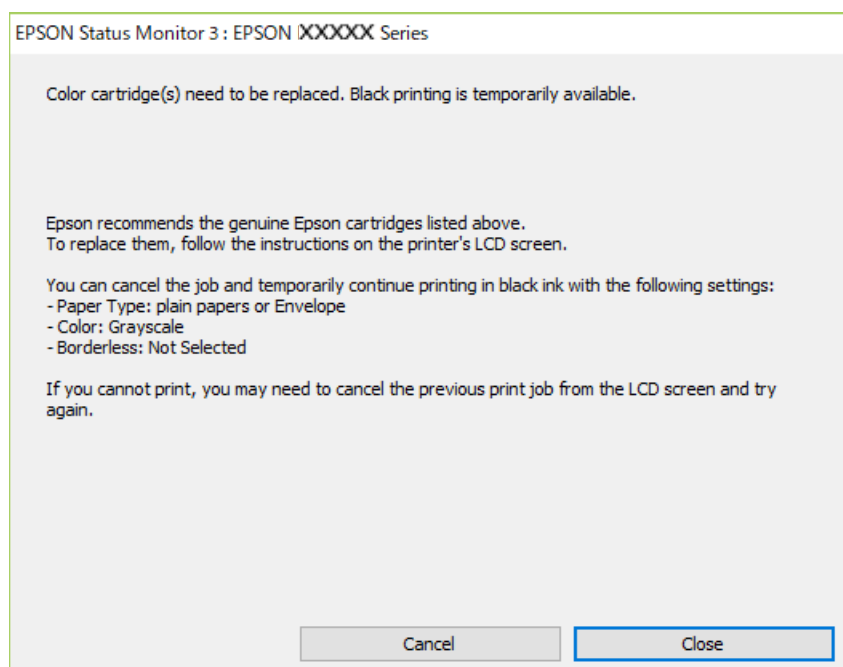 EPSON Status Monitor 3 : EPSON XXXXX Series
Color cartridge(s) need to be replaced. Black printing is temporarily available.
Epson recommends the genuine Epson cartridges listed above.
To replace them, follow the instructions on the printer's LCD screen.
You can cancel the job and temporarily continue printing in black ink with the following settings:
- Paper Type: plain papers or Envelope
- Color: Grayscale
- Borderless: Not Selected
If you cannot print, you may need to cancel the previous print job from the LCD screen and try
again.
Cancel
Close